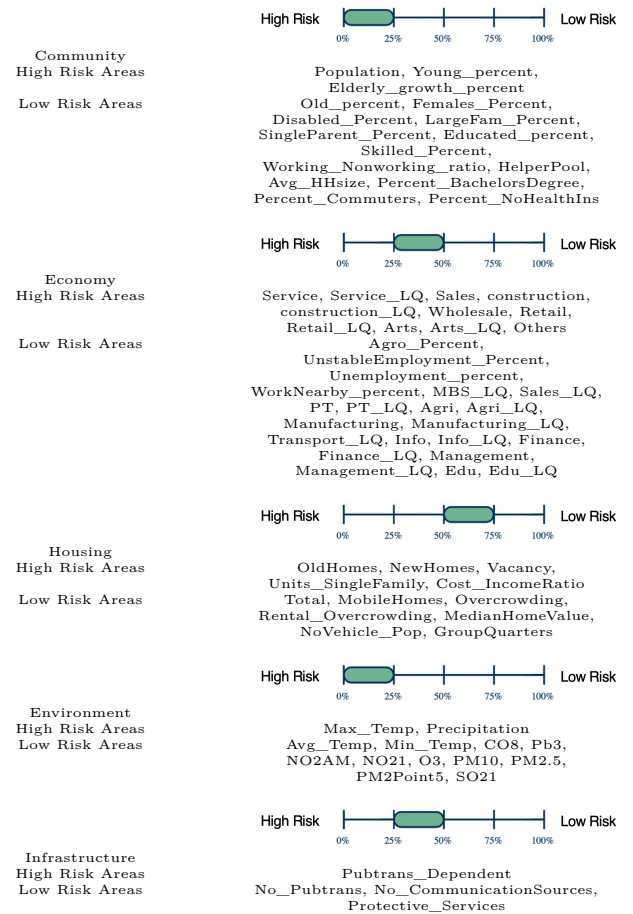 High Risk Low Risk
0% 25% 50% 75% 100%
Community
High Risk Areas Population, Young_percent,
Elderly_growth_percent
Low Risk Areas Old_percent, Females_Percent,
Disabled_Percent, LargeFam_Percent,
SingleParent_Percent, Educated_percent,
Skilled_Percent,
Working_Nonworking_ratio, HelperPool,
Avg_HHsize, Percent_BachelorsDegree,
Percent_Commuters, Percent_NoHealthIns
High Risk Low Risk
0% 25% 50% 75% 100%
Economy
High Risk Areas Service, Service_LQ, Sales, construction,
construction_LQ, Wholesale, Retail,
Retail_LQ, Arts, Arts_LQ, Others
Low Risk Areas Agro_Percent,
UnstableEmployment_Percent,
Unemployment_percent,
WorkNearby_percent, MBS_LQ, Sales_LQ,
PT, PT_LQ, Agri, Agri_LQ,
Manufacturing, Manufacturing_LQ,
Transport_LQ, Info, Info_LQ, Finance,
Finance_LQ, Management,
Management_LQ, Edu, Edu_LQ
High Risk Low Risk
0% 25% 50% 75% 100%
Housing
High Risk Areas OldHomes, NewHomes, Vacancy,
Units_SingleFamily, Cost_IncomeRatio
Low Risk Areas Total, MobileHomes, Overcrowding,
Rental_Overcrowding, MedianHomeValue,
NoVehicle_Pop, GroupQuarters
High Risk Low Risk
0% 25% 50% 75% 100%
Environment
High Risk Areas Max_Temp, Precipitation
Low Risk Areas Avg_Temp, Min_Temp, CO8, Pb3,
NO2AM, NO21, O3, PM10, PM2.5,
PM2Point5, SO21
High Risk Low Risk
0% 25% 50% 75% 100%
Infrastructure
High Risk Areas Pubtrans_Dependent
Low Risk Areas No_Pubtrans, No_CommunicationSources,
Protective_Services